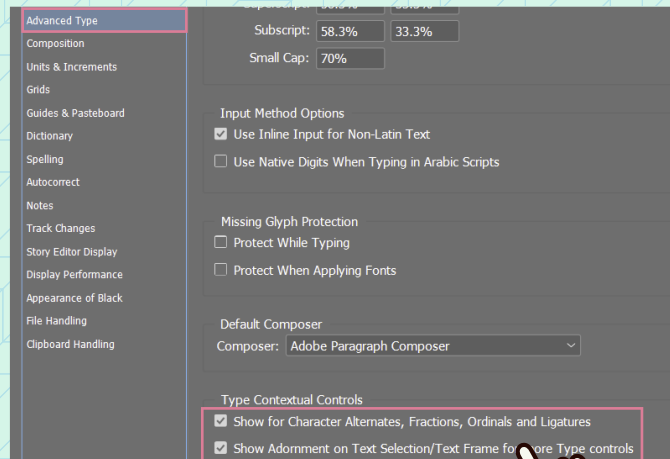 Advanced Type
Composition
Units & Increments
Grids
Guides & Pasteboard
Dictionary
Spelling
Autocorrect
Notes
Track Changes
Story Editor Display
Display Performance
Appearance of Black
File Handling
Clipboard Handling
Subscript: 58.3% 33.3%
Small Cap: 70%
Input Method Options
Use Inline Input for Non-Latin Text
Use Native Digits When Typing in Arabic Scripts
Missing Glyph Protection
Protect While Typing
Protect When Applying Fonts
Default Composer
Composer: Adobe Paragraph Composer
Type Contextual Controls
Show for Character Alternates, Fractions, Ordinals and Ligatures
Show Adornment on Text Selection/Text Frame for more Type controls